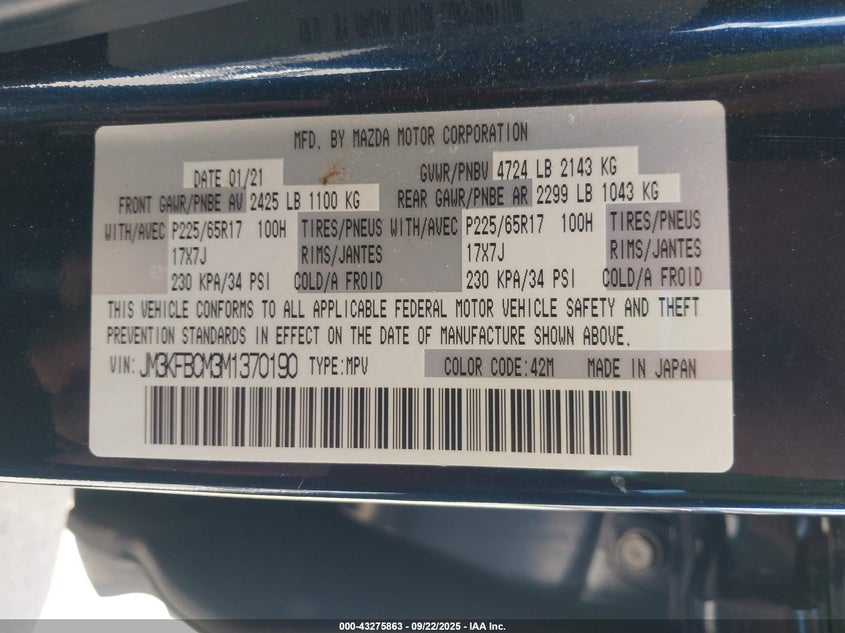 MFD. BY MAZDA MOTOR CORPORATION
DATE 01/21 GVWR/PNBV 4724 LB 2143 KG
FRONT GAWR/PNBE AV 2425 LB 1100 KG REAR GAWR/PNBE AR 2299 LB 1043 KG
WITH/AVEC P225/65R17 100H TIRES/PNEUS WITH/AVEC P225/65R17 100H TIRES/PNEUS
17X7J RIMS/JANTES 17X7J RIMS/JANTES
230 KPA/34 PSI COLD/A FROID 230 KPA/34 PSI COLD/A FROID
THIS VEHICLE CONFORMS TO ALL APPLICABLE FEDERAL MOTOR VEHICLE SAFETY AND THEFT
PREVENTION STANDARDS IN EFFECT ON THE DATE OF MANUFACTURE SHOWN ABOVE.
VIN: JM3KFBCM3M1370190 TYPE:MPV COLOR CODE:42M MADE IN JAPAN
000-43275863 - 09/22/2025 - IAA Inc.